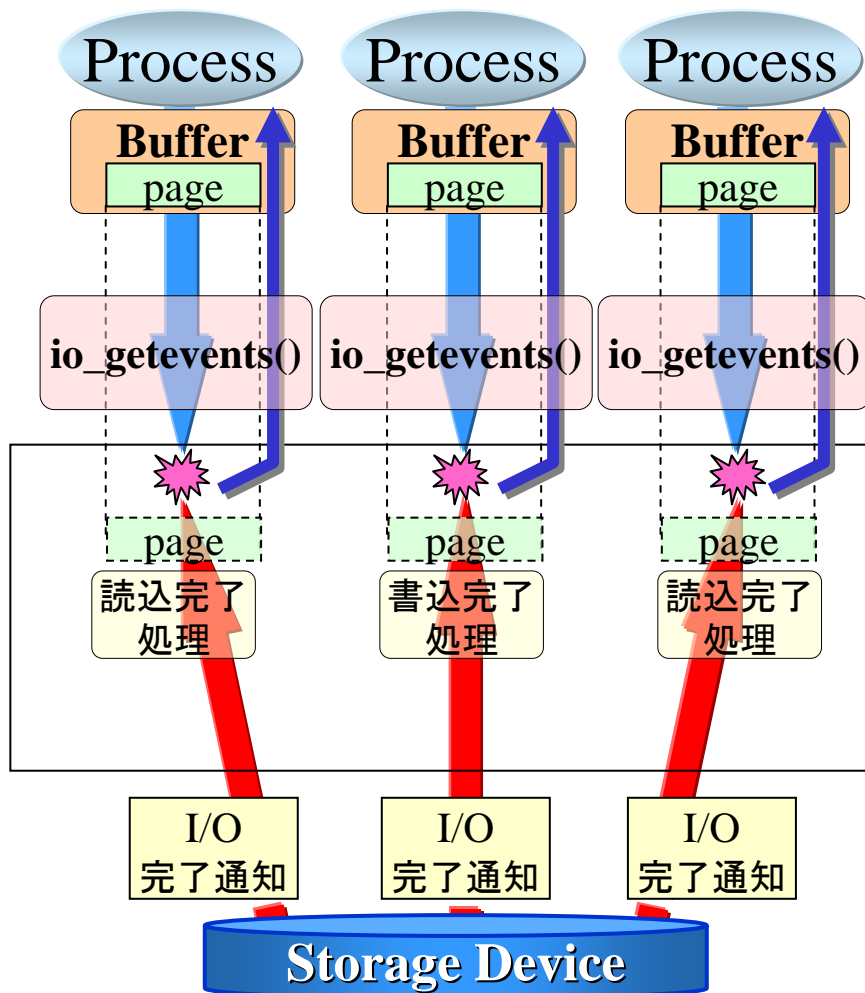 Process Process Process
Buffer Buffer Buffer
page page page
io_getevents() io_getevents() io_getevents()
page page page
読込完了 書込完了 読込完了
処理 処理 処理
I/O I/O I/O
完了通知 完了通知 完了通知
Storage Device